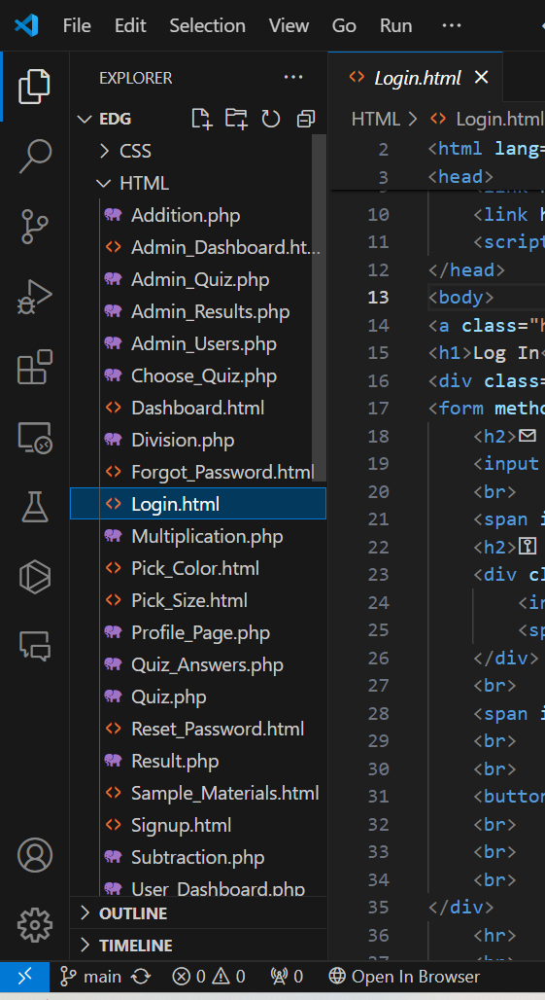 File Edit Selection View Go Run ···
EXPLORER ···
EDG
CSS
HTML
Addition.php
Admin_Dashboard.ht...
Admin_Quiz.php
Admin_Results.php
Admin_Users.php
Choose_Quiz.php
Dashboard.html
Division.php
Forgot_Password.html
Login.html
Multiplication.php
Pick_Color.html
Pick_Size.html
Profile_Page.php
Quiz_Answers.php
Quiz.php
Reset_Password.html
Result.php
Sample_Materials.html
Signup.html
Subtraction.php
User_Dashboard.php
OUTLINE
TIMELINE
<> Login.html ×
HTML > <> Login.html
2 <html lang=
3 <head>
10 <link h
11 <script
12 </head>
13 <body>
14 <a class="h
15 <h1>Log In<
16 <div class=
17 <form metho
18 <h2>
19 <input
20 <br>
21 <span i
22 <h2>
23 <div cl
24 <in
25 <sp
26 </div>
27 <br>
28 <span i
29 <br>
30 <br>
31 <button
32 <br>
33 <br>
34 <br>
35 </div>
36 <hr>
37 <br>
main 0 0 0 Open In Browser